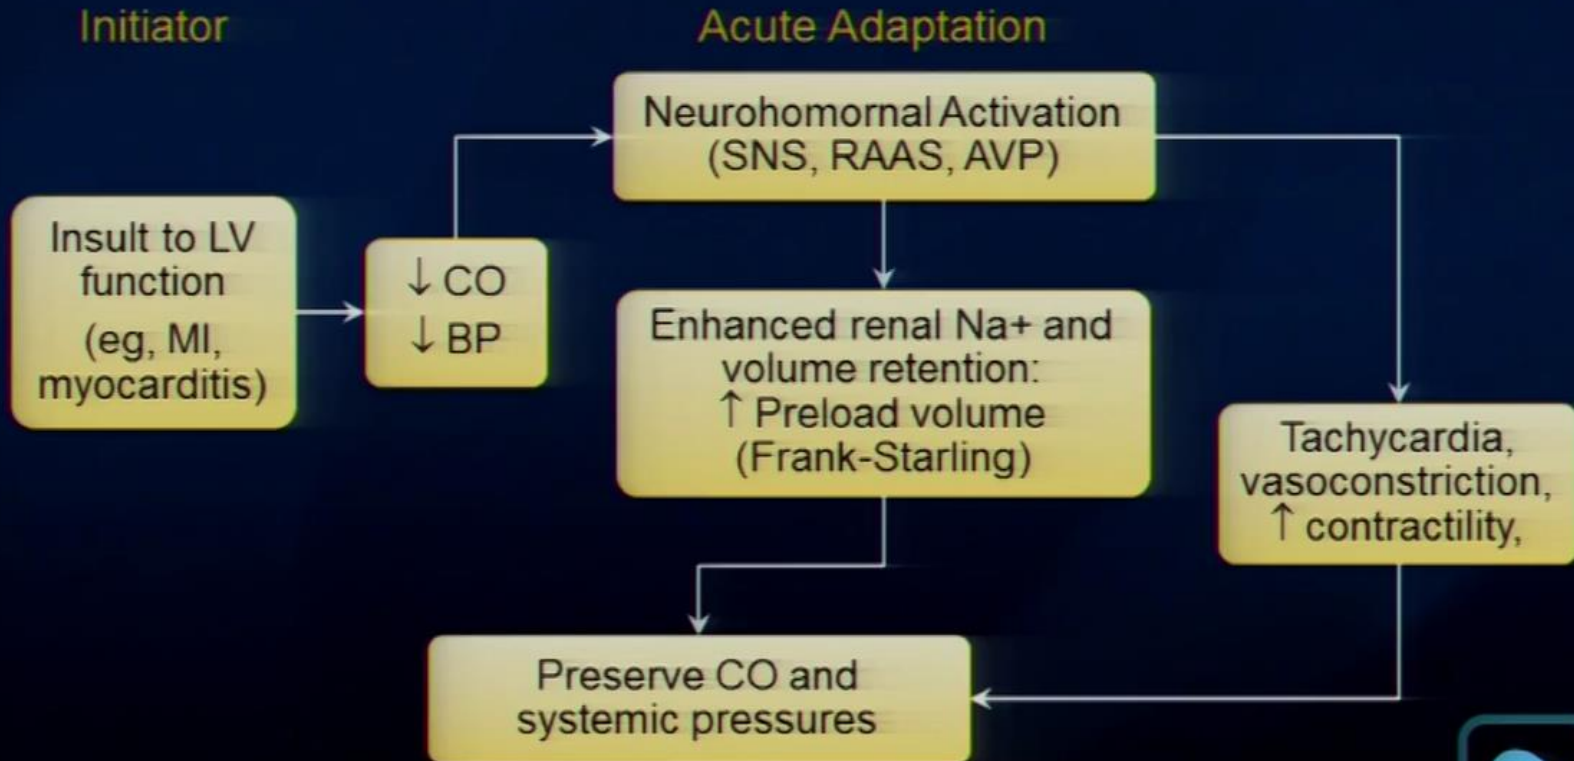 Initiator
Acute Adaptation
Neurohomornal Activation
(SNS, RAAS, AVP)
Insult to LV
function
(eg, MI,
myocarditis)
↓ CO
↓ BP
Enhanced renal Na+ and
volume retention:
↑ Preload volume
(Frank-Starling)
Tachycardia,
vasoconstriction,
↑ contractility,
Preserve CO and
systemic pressures